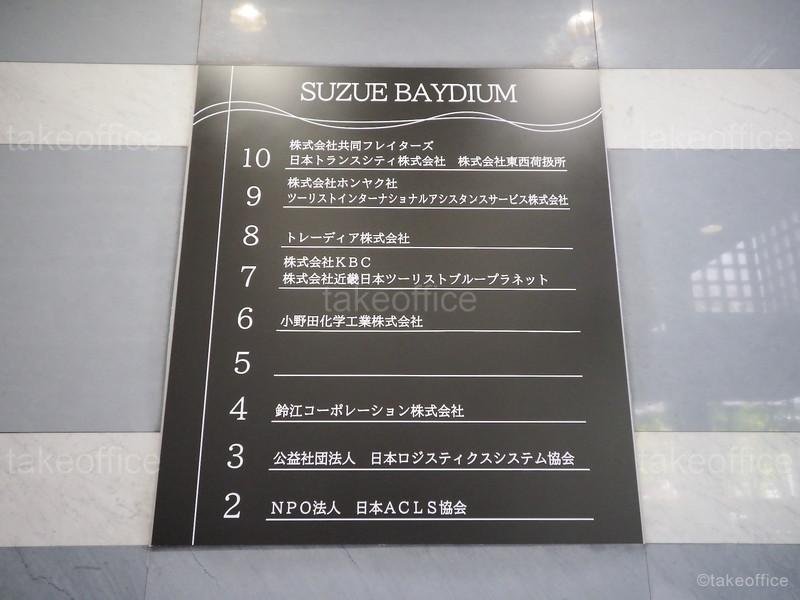 SUZUE BAYDIUM
10 株式会社共同フレイターズ
日本トランスシティ株式会社 株式会社東西荷扱所
9 株式会社ホンヤク社
ツーリストインターナショナルアシスタンスサービス株式会社
8 トレーディア株式会社
7 株式会社KBC
株式会社近畿日本ツーリストブループラネット
6 小野田化学工業株式会社
5
4 鈴江コーポレーション株式会社
3 公益社団法人 日本ロジスティクスシステム協会
2 NPO法人 日本ACLS協会
takeoffice
takeoffice
takeoffice
takeoffice
takeoffice
©takeoffice